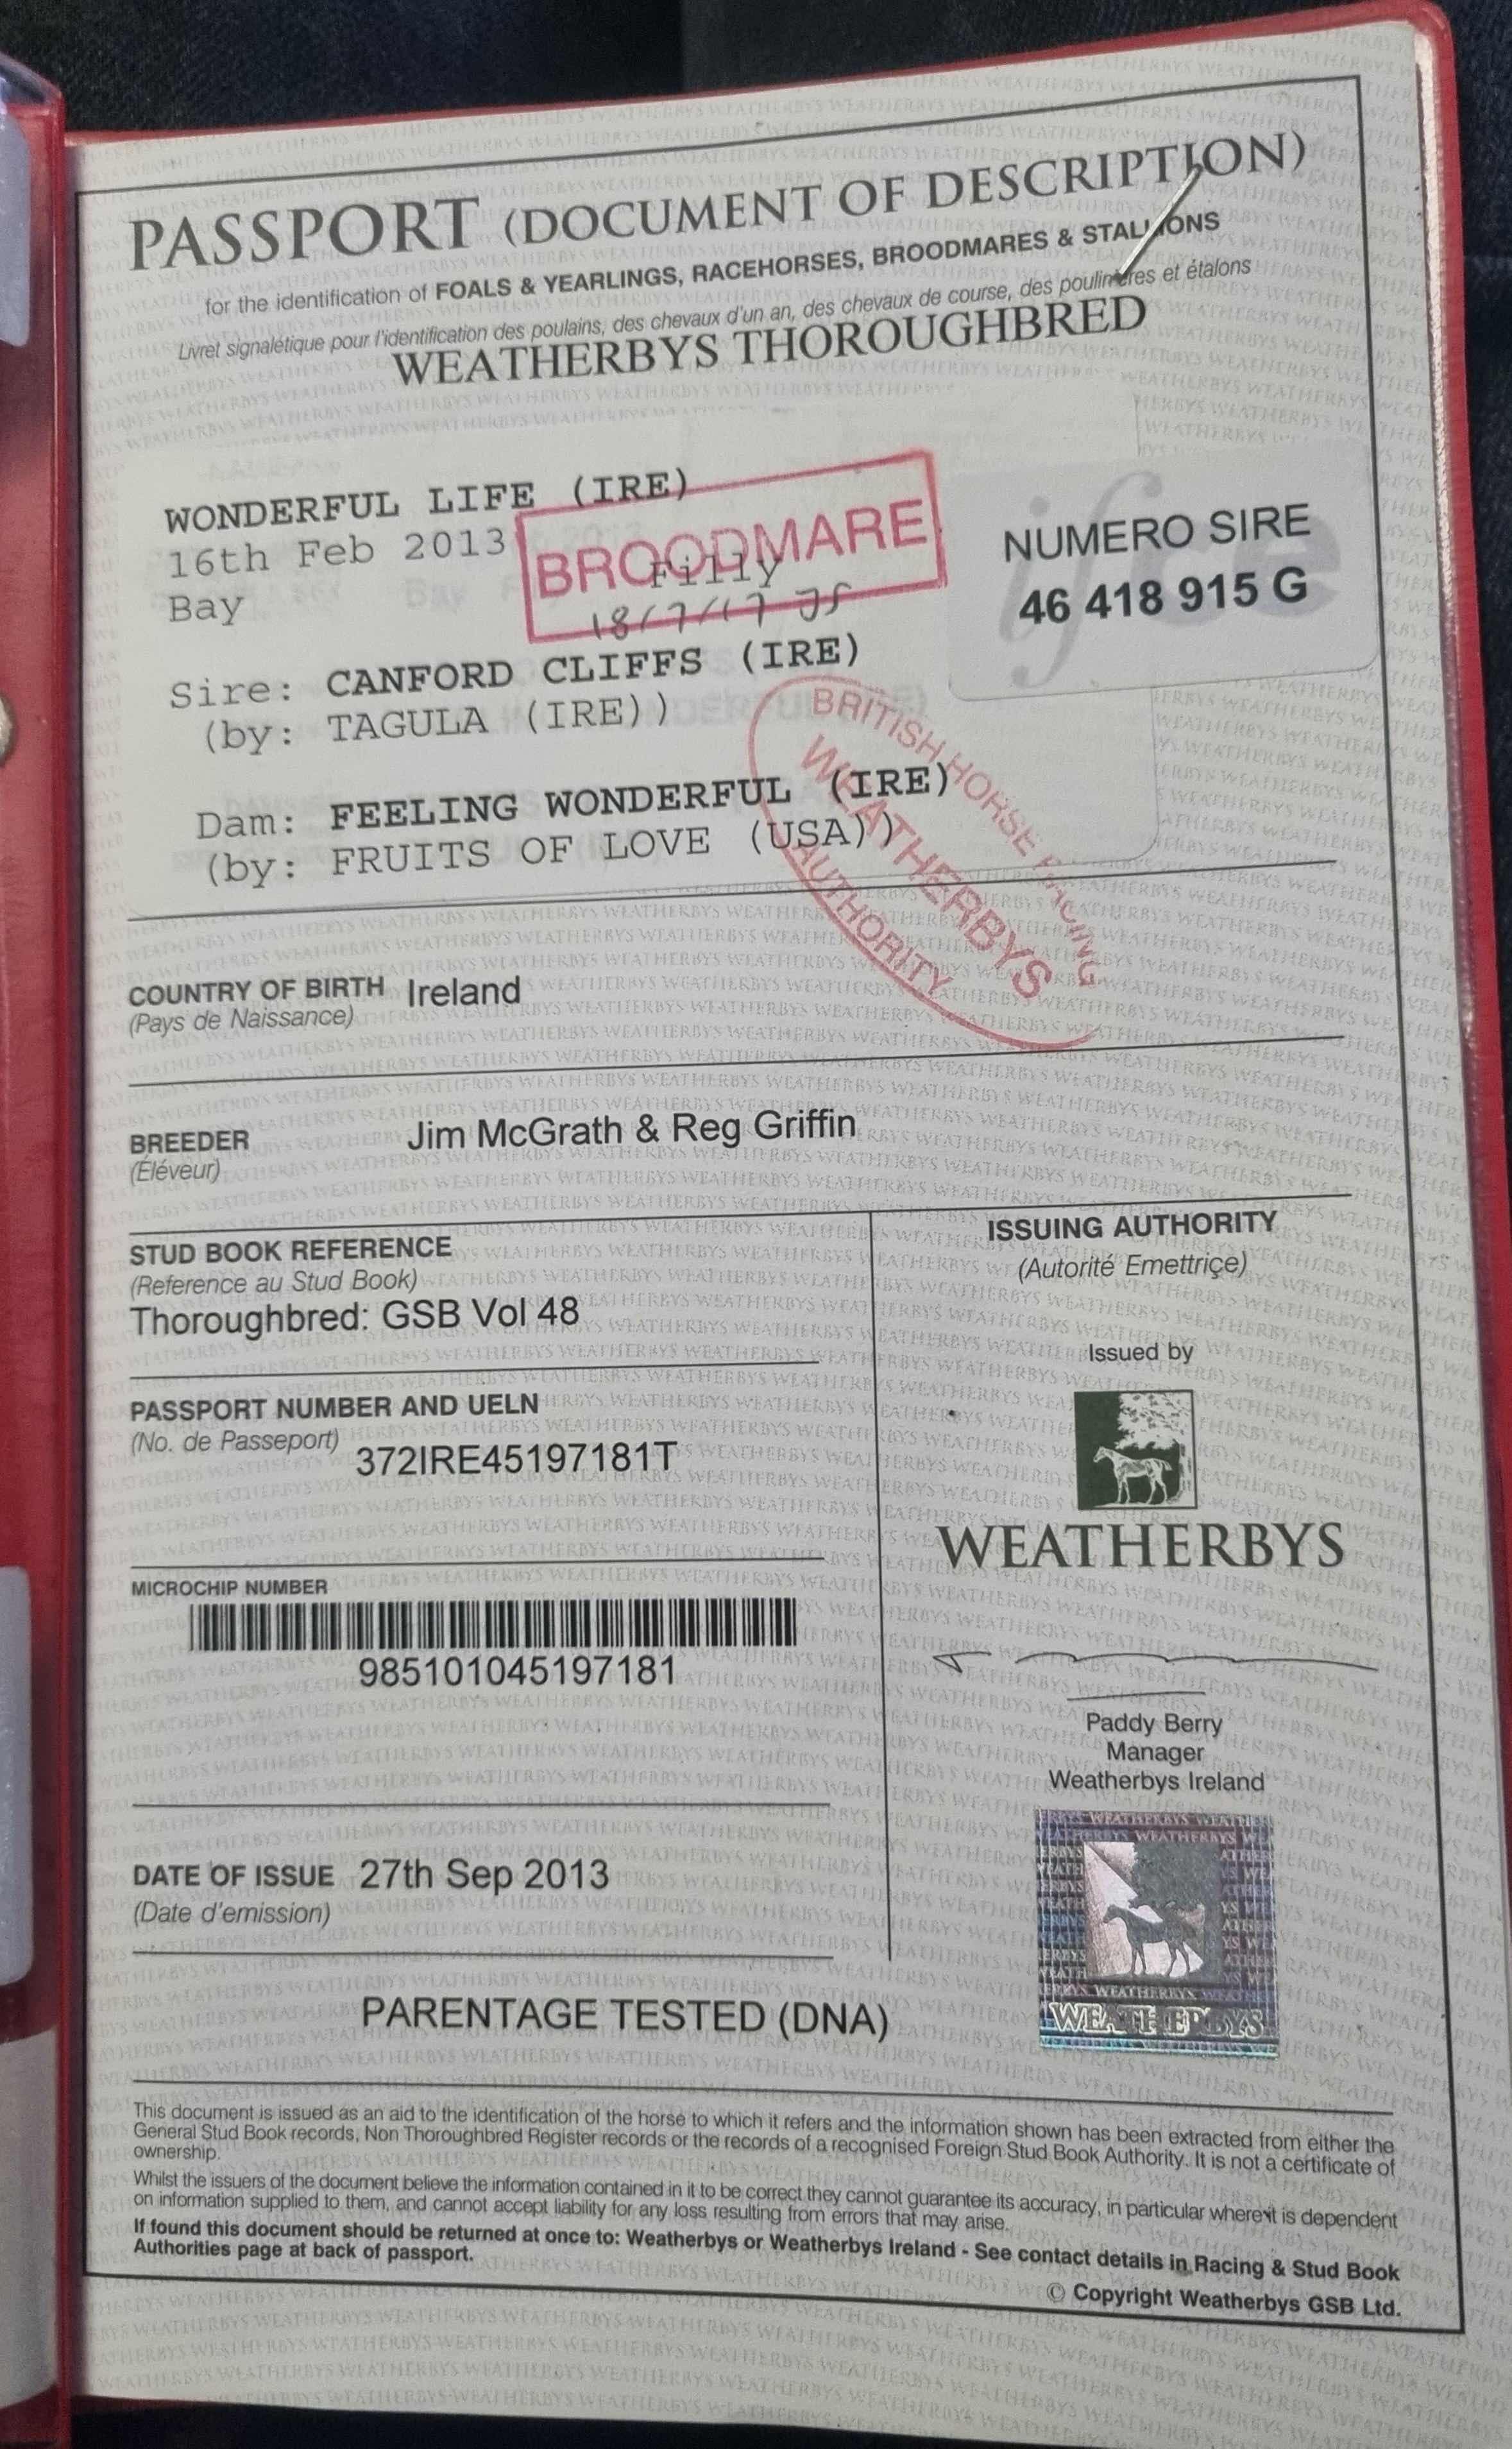 PASSPORT (DOCUMENT OF DESCRIPTION)
for the identification of FOALS & YEARLINGS, RACEHORSES, BROODMARES & STALLIONS
Livret signalétique pour l'identification des poulains, des chevaux d'un an, des chevaux de course, des poulinières et étalons
WEATHERBYS THOROUGHBRED
WONDERFUL LIFE (IRE)
16th Feb 2013
Filly
Bay
BROODMARE
18/7/17 JS
NUMERO SIRE
46 418 915 G
Sire: CANFORD CLIFFS (IRE)
(by: TAGULA (IRE))
Dam: FEELING WONDERFUL (IRE)
(by: FRUITS OF LOVE (USA))
BRITISH HORSE RACING
WEATHERBYS
AUTHORITY
COUNTRY OF BIRTH Ireland
(Pays de Naissance)
BREEDER Jim McGrath & Reg Griffin
(Éléveur)
STUD BOOK REFERENCE
(Reference au Stud Book)
Thoroughbred: GSB Vol 48
PASSPORT NUMBER AND UELN
(No. de Passeport)
372IRE45197181T
MICROCHIP NUMBER
985101045197181
DATE OF ISSUE 27th Sep 2013
(Date d'emission)
ISSUING AUTHORITY
(Autorité Emettriçe)
Issued by
WEATHERBYS
Paddy Berry
Manager
Weatherbys Ireland
WEATHERBYS
PARENTAGE TESTED (DNA)
This document is issued as an aid to the identification of the horse to which it refers and the information shown has been extracted from either the
General Stud Book records, Non Thoroughbred Register records or the records of a recognised Foreign Stud Book Authority. It is not a certificate of
ownership.
Whilst the issuers of the document believe the information contained in it to be correct they cannot guarantee its accuracy, in particular where it is dependent
on information supplied to them, and cannot accept liability for any loss resulting from errors that may arise.
If found this document should be returned at once to: Weatherbys or Weatherbys Ireland - See contact details in Racing & Stud Book
Authorities page at back of passport.
© Copyright Weatherbys GSB Ltd.